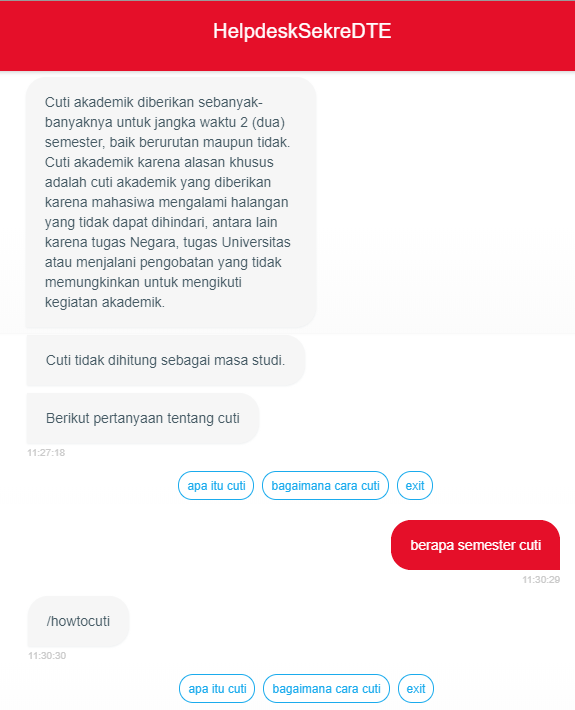 HelpdeskSekreDTE
Cuti akademik diberikan sebanyak-
banyaknya untuk jangka waktu 2 (dua)
semester, baik berurutan maupun tidak.
Cuti akademik karena alasan khusus
adalah cuti akademik yang diberikan
karena mahasiwa mengalami halangan
yang tidak dapat dihindari, antara lain
karena tugas Negara, tugas Universitas
atau menjalani pengobatan yang tidak
memungkinkan untuk mengikuti
kegiatan akademik.
Cuti tidak dihitung sebagai masa studi.
Berikut pertanyaan tentang cuti
11:27:18
apa itu cuti bagaimana cara cuti exit
berapa semester cuti
11:30:29
/howtocuti
11:30:30
apa itu cuti bagaimana cara cuti exit